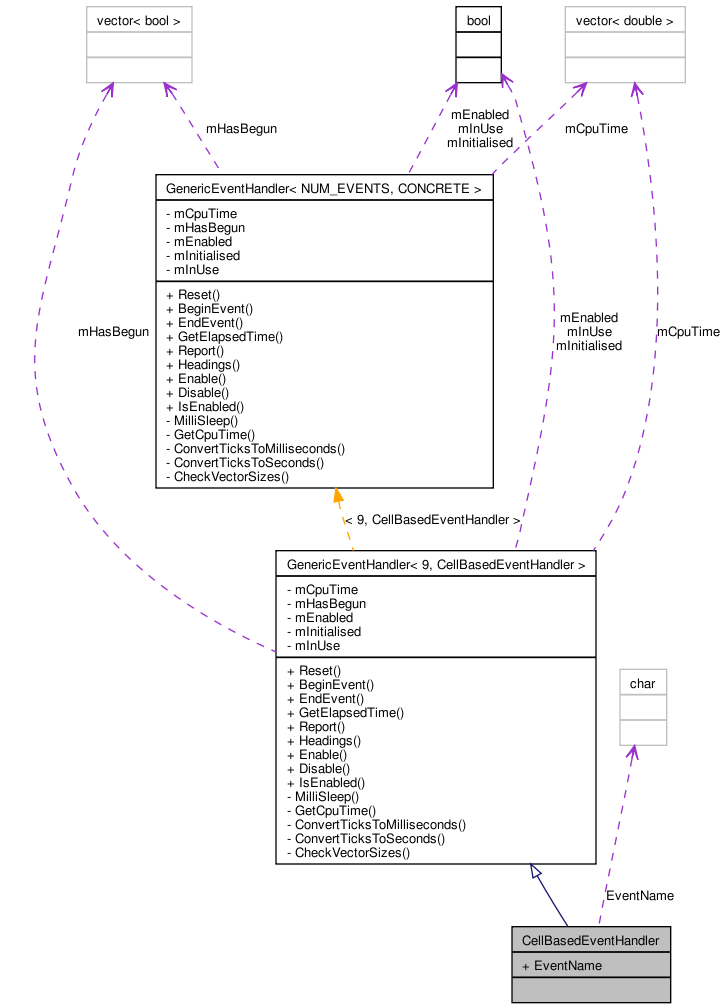 vector< bool >
bool
vector< double >
mHasBegun
mEnabled
mInUse
mInitialised
mCpuTime
GenericEventHandler< NUM_EVENTS, CONCRETE >
- mCpuTime
- mHasBegun
- mEnabled
- mInitialised
- mInUse
+ Reset()
+ BeginEvent()
+ EndEvent()
+ GetElapsedTime()
+ Report()
+ Headings()
+ Enable()
+ Disable()
+ IsEnabled()
- MilliSleep()
- GetCpuTime()
- ConvertTicksToMilliseconds()
- ConvertTicksToSeconds()
- CheckVectorSizes()
mHasBegun
mEnabled
mInUse
mInitialised
mCpuTime
< 9, CellBasedEventHandler >
GenericEventHandler< 9, CellBasedEventHandler >
- mCpuTime
- mHasBegun
- mEnabled
- mInitialised
- mInUse
+ Reset()
+ BeginEvent()
+ EndEvent()
+ GetElapsedTime()
+ Report()
+ Headings()
+ Enable()
+ Disable()
+ IsEnabled()
- MilliSleep()
- GetCpuTime()
- ConvertTicksToMilliseconds()
- ConvertTicksToSeconds()
- CheckVectorSizes()
char
EventName
CellBasedEventHandler
+ EventName